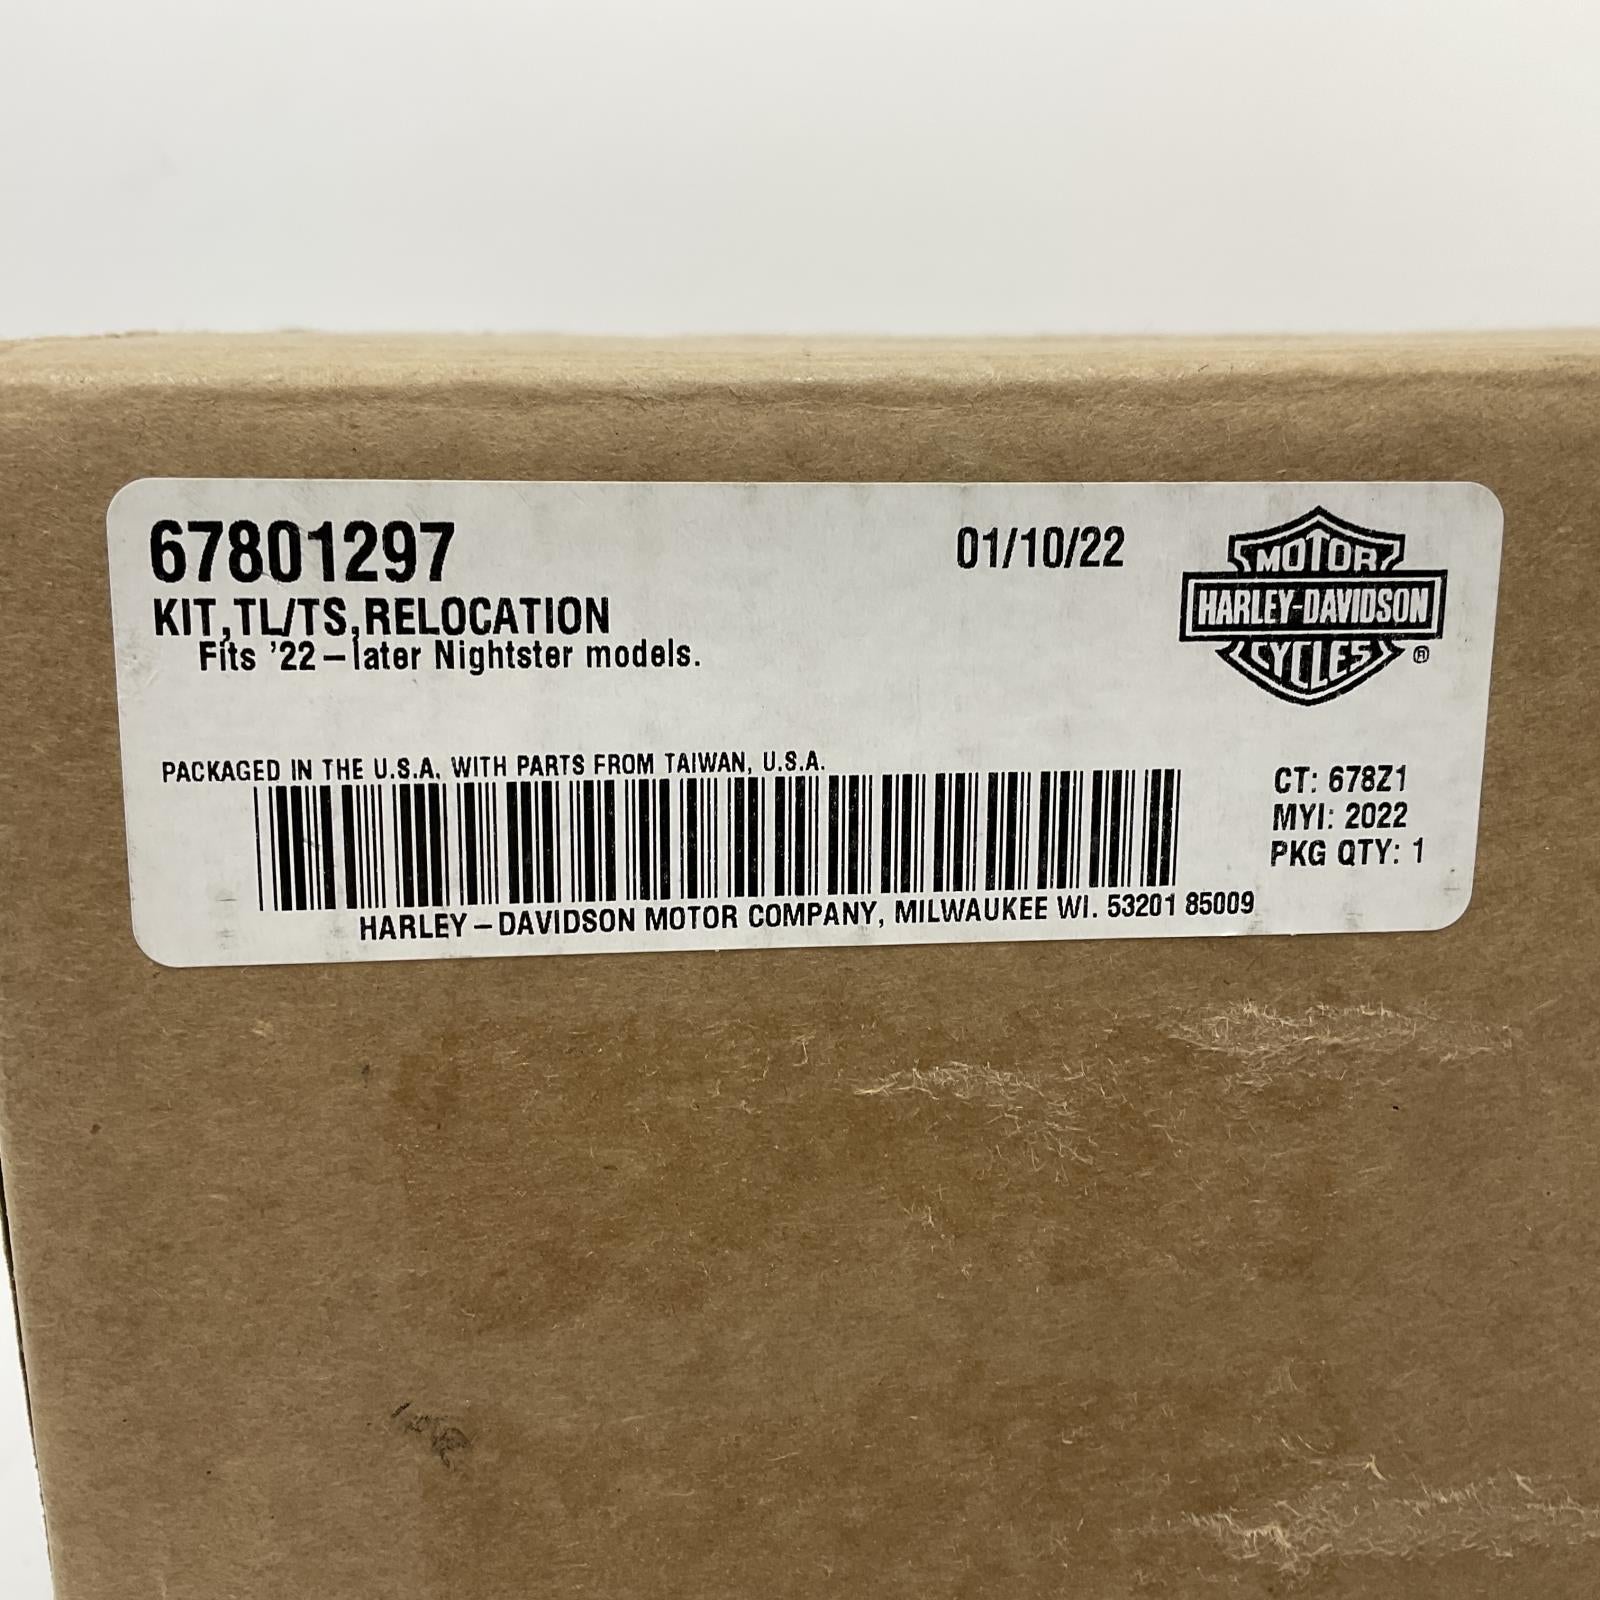 67801297
01/10/22
KIT,TL/TS,RELOCATION
Fits '22–later Nightster models.
MOTOR
HARLEY-DAVIDSON
CYCLES
®
PACKAGED IN THE U.S.A. WITH PARTS FROM TAIWAN, U.S.A.
CT: 678Z1
MYI: 2022
PKG QTY: 1
HARLEY–DAVIDSON MOTOR COMPANY, MILWAUKEE WI. 53201 85009